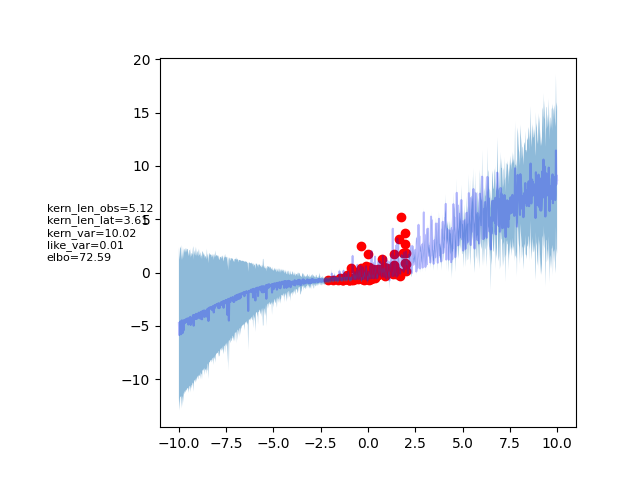 20
15
10
5
0
−5
−10
kern_len_obs=5.12
kern_len_lat=3.61
kern_var=10.02
like_var=0.01
elbo=72.59
−10.0 −7.5 −5.0 −2.5 0.0 2.5 5.0 7.5 10.0